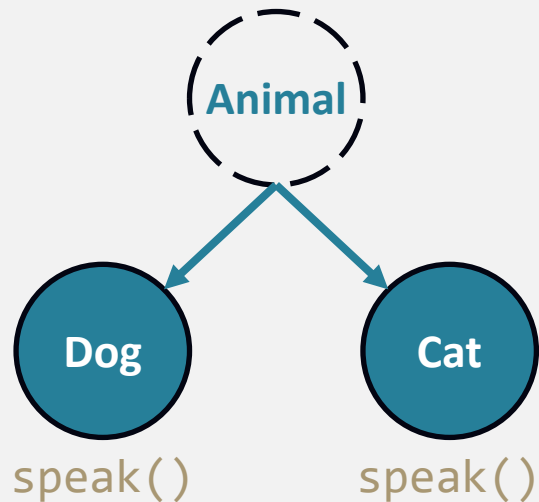 Animal
Dog
Cat
speak()
speak()